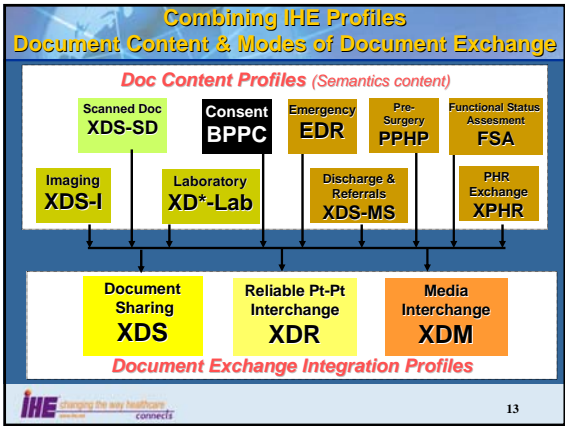 Combining IHE Profiles
Document Content & Modes of Document Exchange
Doc Content Profiles (Semantics content)
Scanned Doc
XDS-SD
Consent
BPPC
Emergency
EDR
Pre-
Surgery
PPHP
Functional Status
Assesment
FSA
Imaging
XDS-I
Laboratory
XD*-Lab
Discharge &
Referrals
XDS-MS
PHR
Exchange
XPHR
Document
Sharing
XDS
Reliable Pt-Pt
Interchange
XDR
Media
Interchange
XDM
Document Exchange Integration Profiles
IHE changing the way healthcare
www.ihe.net connects
13